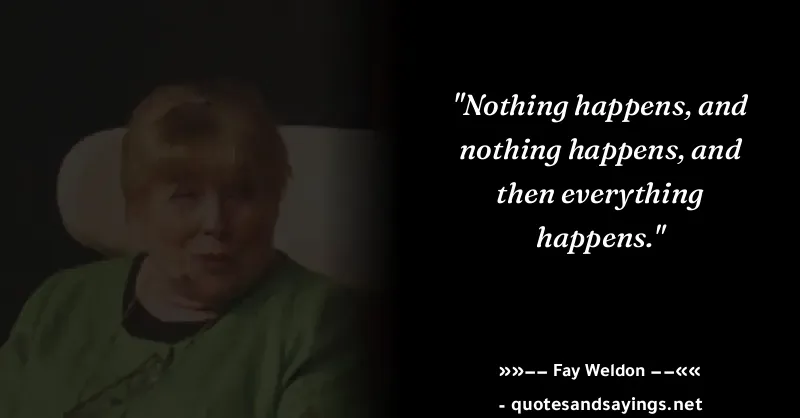 "Nothing happens, and
nothing happens, and
then everything
happens."
»»−− Fay Weldon −−««
- quotesandsayings.net